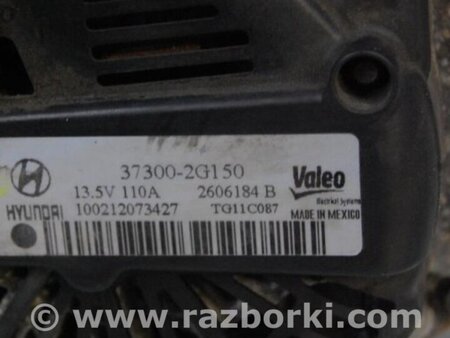 37300-2G150
13.5V 110A 2606184 B
Valeo
Electrical Systems
HYUNDAI 100212073427 TG11C087 MADE IN MEXICO
www.razborki.com